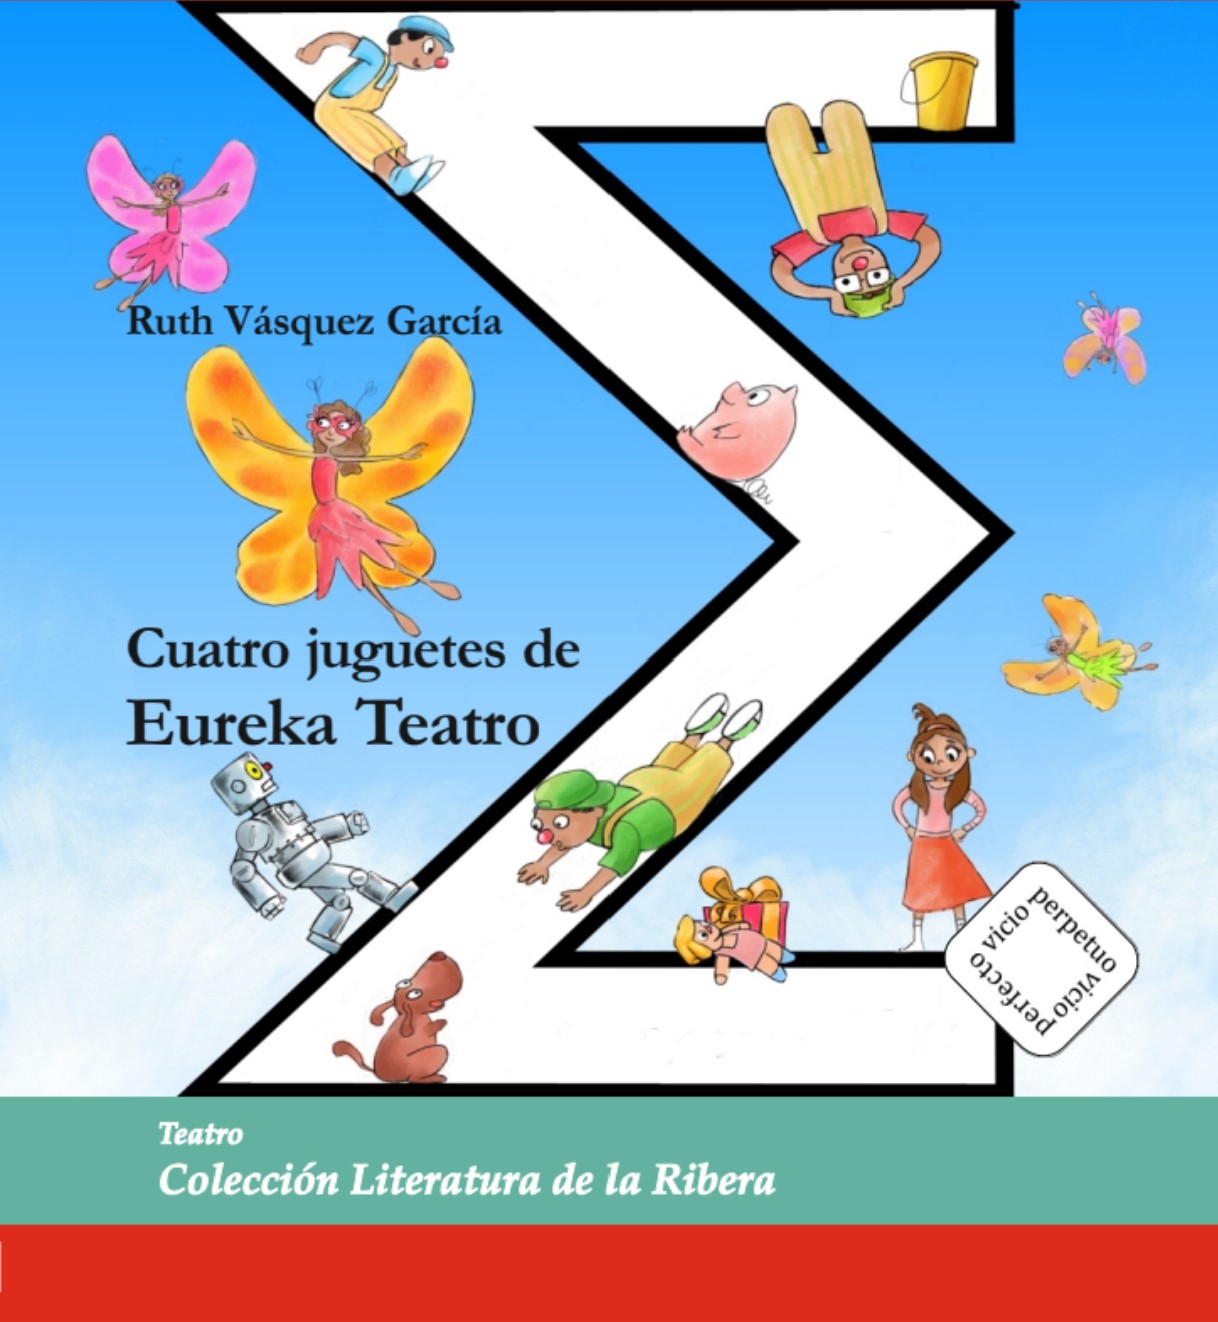 Ruth Vásquez García
Cuatro juguetes de
Eureka Teatro
vicio
perpetuo
vicio
perfecto
Teatro
Colección Literatura de la Ribera